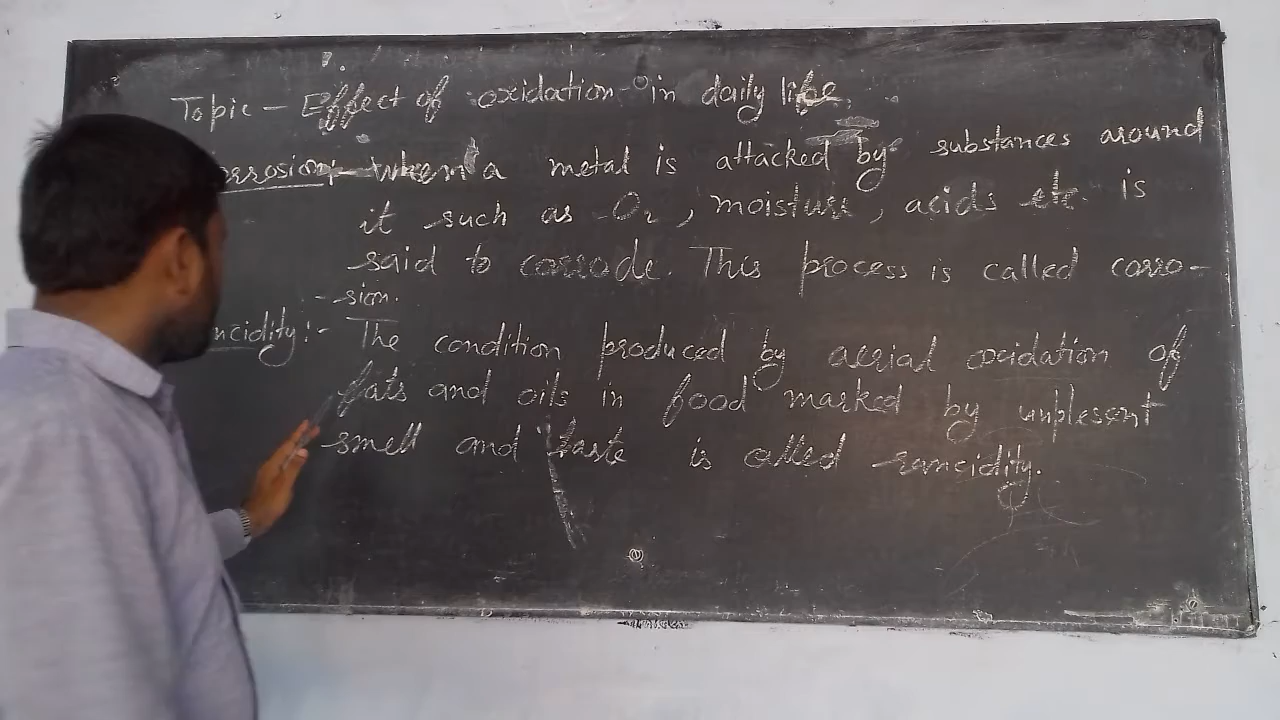 Topic - Effect of oxidation in daily life.
orrosion:- When a metal is attacked by substances around
it such as O2, moisture, acids etc. is
said to corrode. This process is called corro-
-sion.
ncidity:- The condition produced by aerial oxidation of
fats and oils in food marked by unplesent
smell and taste is called rancidity.